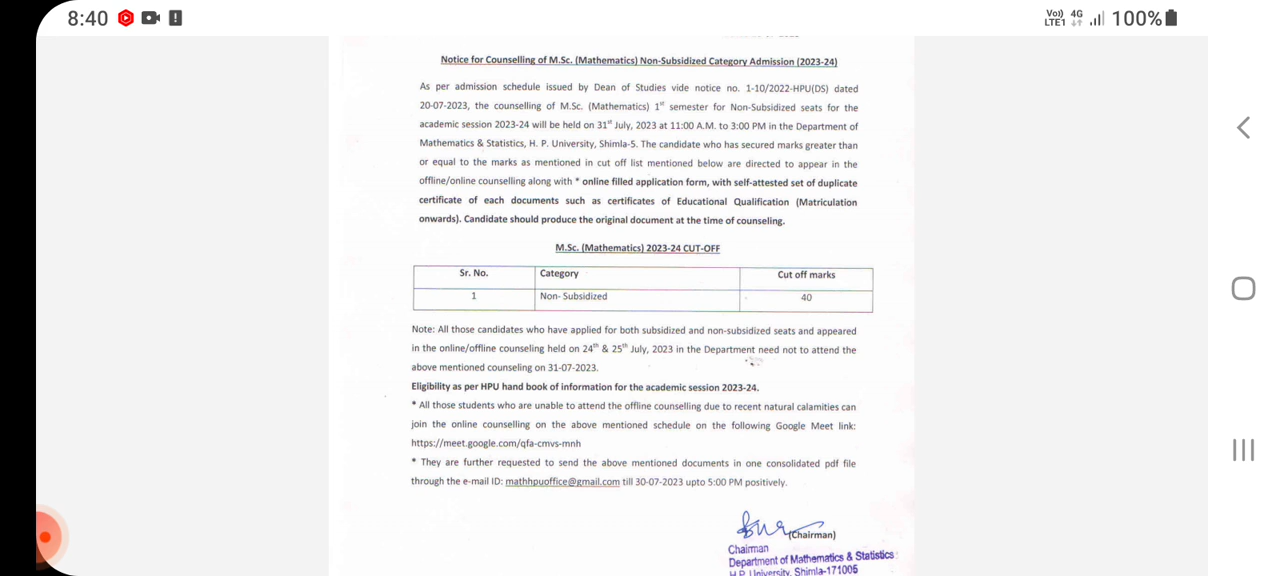 8:40
Vo)) LTE1 4G 100%
Notice for Counselling of M.Sc. (Mathematics) Non-Subsidized Category Admission (2023-24)
As per admission schedule issued by Dean of Studies vide notice no. 1-10/2022-HPU(DS) dated
20-07-2023, the counselling of M.Sc. (Mathematics) 1st semester for Non-Subsidized seats for the
academic session 2023-24 will be held on 31st July, 2023 at 11:00 A.M. to 3:00 PM in the Department of
Mathematics & Statistics, H. P. University, Shimla-5. The candidate who has secured marks greater than
or equal to the marks as mentioned in cut off list mentioned below are directed to appear in the
offline/online counselling along with * online filled application form, with self-attested set of duplicate
certificate of each documents such as certificates of Educational Qualification (Matriculation
onwards). Candidate should produce the original document at the time of counseling.
M.Sc. (Mathematics) 2023-24 CUT-OFF
Sr. No. Category Cut off marks
1 Non- Subsidized 40
Note: All those candidates who have applied for both subsidized and non-subsidized seats and appeared
in the online/offline counseling held on 24th & 25th July, 2023 in the Department need not to attend the
above mentioned counseling on 31-07-2023.
Eligibility as per HPU hand book of information for the academic session 2023-24.
* All those students who are unable to attend the offline counselling due to recent natural calamities can
join the online counselling on the above mentioned schedule on the following Google Meet link:
https://meet.google.com/qfa-cmvs-mnh
* They are further requested to send the above mentioned documents in one consolidated pdf file
through the e-mail ID: mathhpuoffice@gmail.com till 30-07-2023 upto 5:00 PM positively.
(Chairman)
Chairman
Department of Mathematics & Statistics
H.P. University, Shimla-171005